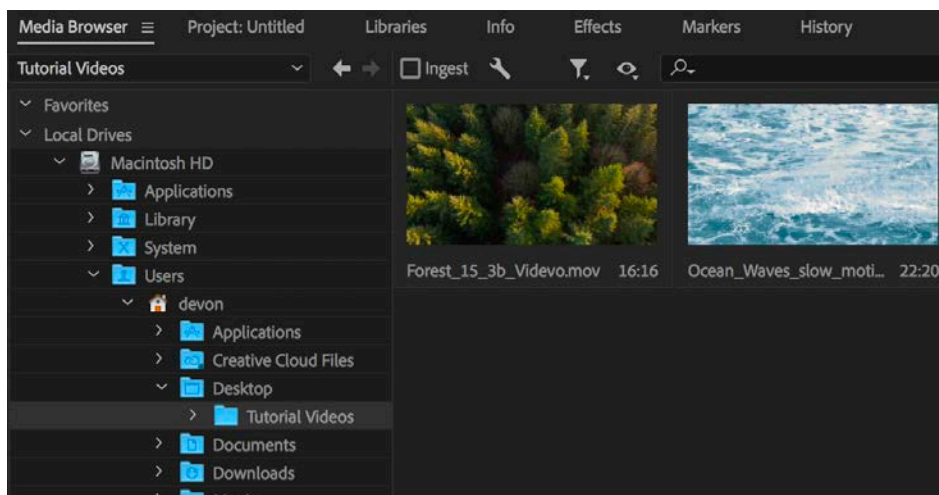 Media Browser Project: Untitled Libraries Info Effects Markers History
Tutorial Videos Ingest
Favorites
Local Drives
Macintosh HD
Applications
Library
System
Users
devon
Applications
Creative Cloud Files
Desktop
Tutorial Videos
Documents
Downloads
Forest_15_3b_Videvo.mov 16:16 Ocean_Waves_slow_moti... 22:20